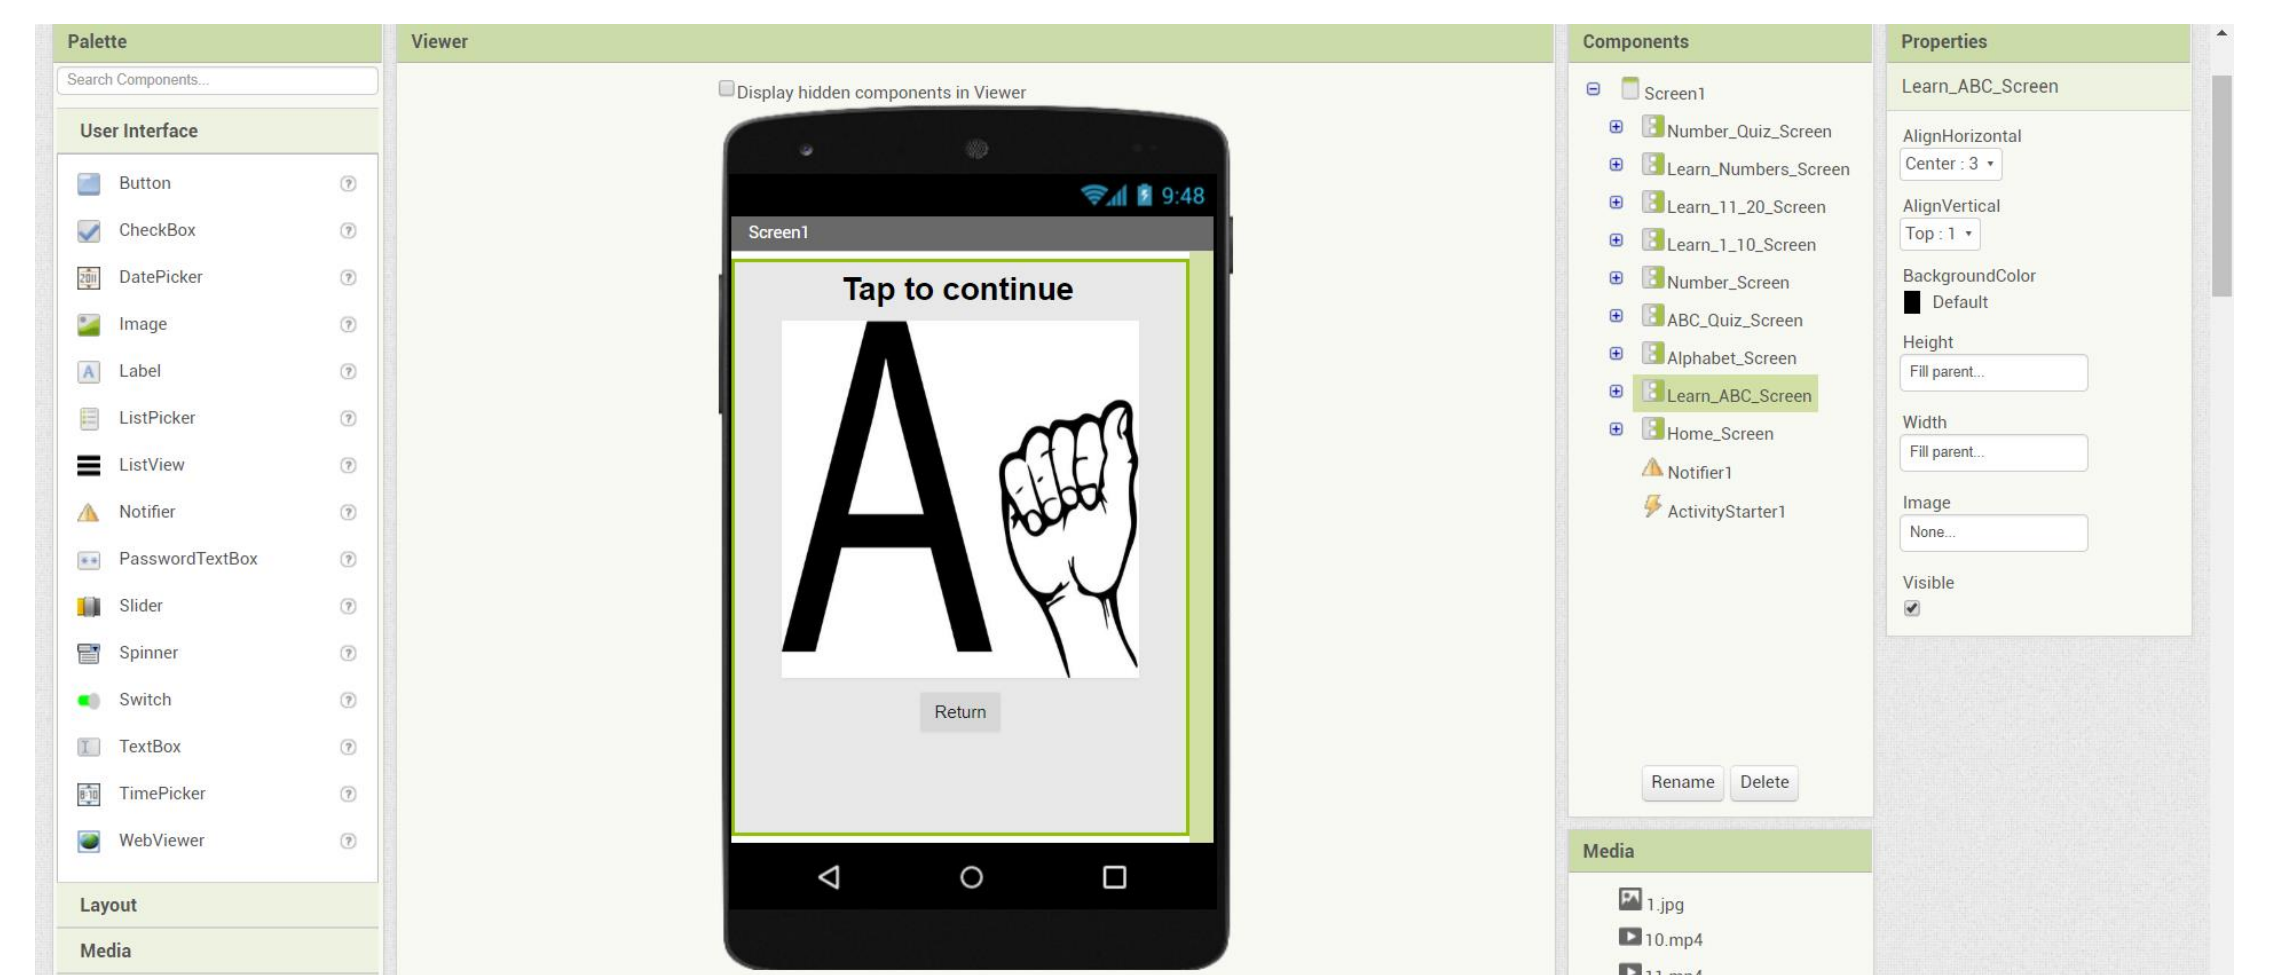 Palette
Search Components...
User Interface
Button
CheckBox
DatePicker
Image
Label
ListPicker
ListView
Notifier
PasswordTextBox
Slider
Spinner
Switch
TextBox
TimePicker
WebViewer
Layout
Media
Viewer
Display hidden components in Viewer
9:48
Screen1
Tap to continue
A
Return
Components
Screen1
Number_Quiz_Screen
Learn_Numbers_Screen
Learn_11_20_Screen
Learn_1_10_Screen
Number_Screen
ABC_Quiz_Screen
Alphabet_Screen
Learn_ABC_Screen
Home_Screen
Notifier1
ActivityStarter1
Rename Delete
Media
1.jpg
10.mp4
11.mp4
Properties
Learn_ABC_Screen
AlignHorizontal
Center : 3
AlignVertical
Top : 1
BackgroundColor
Default
Height
Fill parent...
Width
Fill parent...
Image
None...
Visible